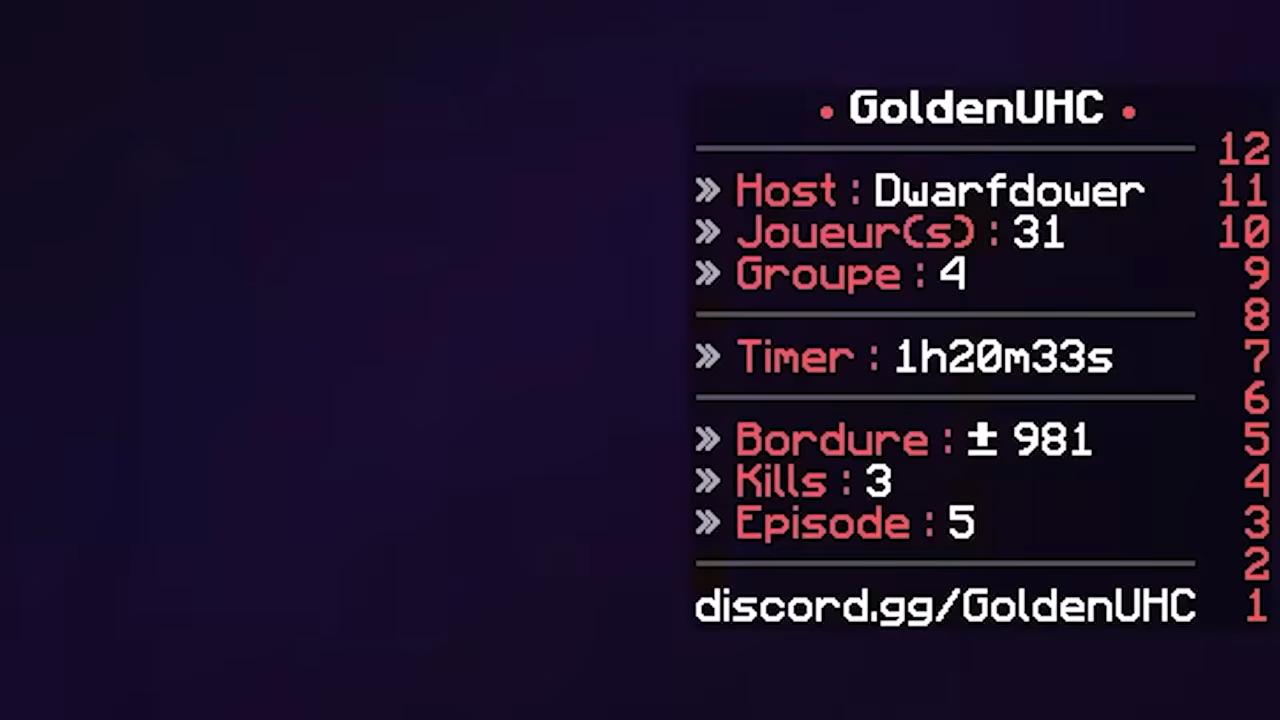 • GoldenUHC •
12
» Host : Dwarfdower 11
» Joueur(s) : 31 10
» Groupe : 4 9
8
» Timer : 1h20m33s 7
6
» Bordure : ± 981 5
» Kills : 3 4
» Episode : 5 3
2
discord.gg/GoldenUHC 1